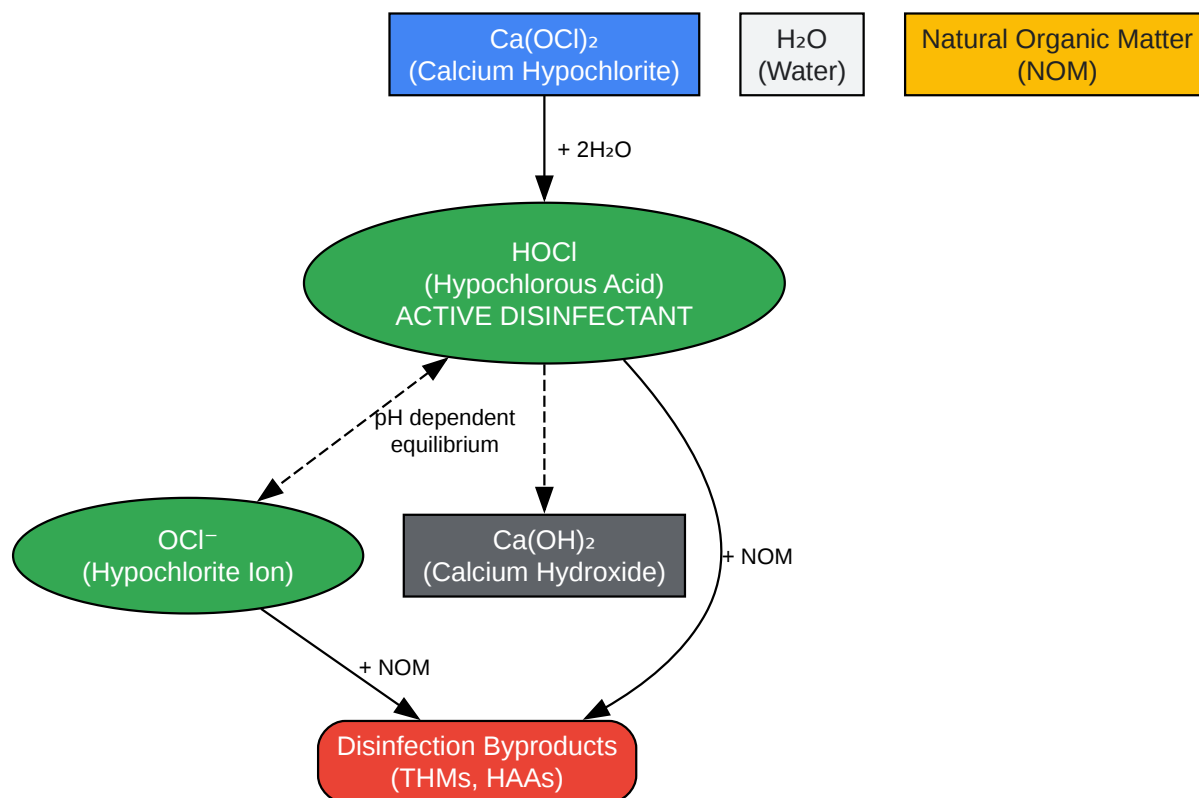 Ca(OCl)₂
(Calcium Hypochlorite)
H₂O
(Water)
Natural Organic Matter
(NOM)
+ 2H₂O
HOCl
(Hypochlorous Acid)
ACTIVE DISINFECTANT
pH dependent
equilibrium
OCl⁻
(Hypochlorite Ion)
Ca(OH)₂
(Calcium Hydroxide)
+ NOM
+ NOM
Disinfection Byproducts
(THMs, HAAs)